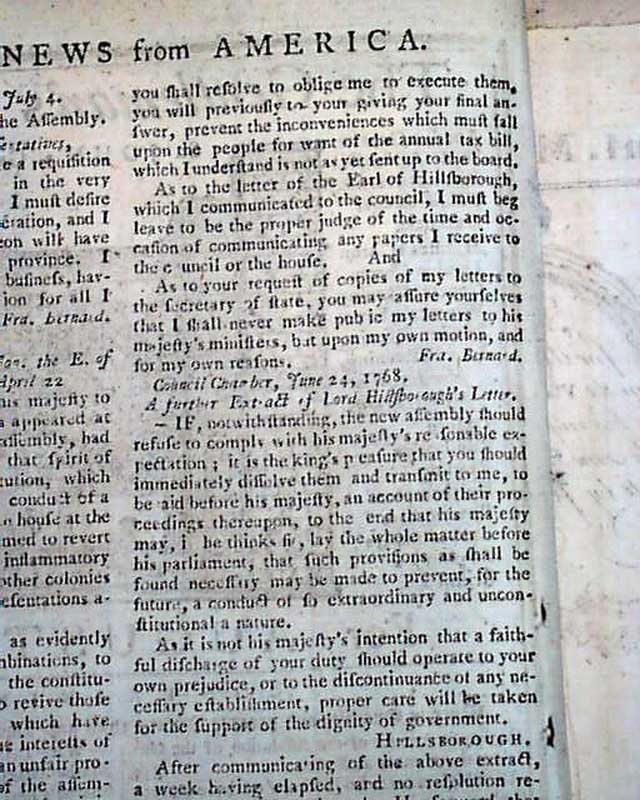 NEWS from AMERICA.
July 4.
he Assembly.
e a requisition
in the very
I must desire
eration, and I
eon will have
province. I
business, hav-
ion for all I
Fra. Bernard.
the E. of
April 22
his majesty to
appeared at
assembly, had
that spirit of
tution, which
conduct of a
house at the
med to revert
inflammatory
other colonies
esentations a-
as evidently
mbinations, to
the constitu-
o revive those
which have
interests of
an unfair pro-
of the assem-
you shall resolve to oblige me to execute them,
you will previously to your giving your final an-
swer, prevent the inconveniences which must fall
upon the people for want of the annual tax bill,
which I understand is not as yet sent up to the board.
As to the letter of the Earl of Hillsborough,
which I communicated to the council, I must beg
leave to be the proper judge of the time and oc-
casion of communicating any papers I receive to
the c uncil or the house. And
As to your request of copies of my letters to
the secretary of state, you may assure yourselves
that I shall never make pub ic my letters to his
majesty's ministers, but upon my own motion, and
for my own reasons. Fra. Bernard.
Council Chamber, June 24, 1768.
A further Extract of Lord Hillsborough's Letter.
— IF, notwithstanding, the new assembly should
refuse to comply with his majesty's re sonable ex-
pectation ; it is the king's p easure that you should
immediately dissolve them and transmit to me, to
be aid before his majesty, an account of their pro-
ceedings thereupon, to the end that his majesty
may, i he thinks fit, lay the whole matter before
his parliament, that such provisions as shall be
found necessary may be made to prevent, for the
future, a conduct of so extraordinary and uncon-
stitutional a nature.
As it is not his majesty's intention that a faith-
ful discharge of your duty should operate to your
own prejudice, or to the discontinuance of any ne-
cessary establishment, proper care will be taken
for the support of the dignity of government.
HILLSBOROUGH.
After communicating of the above extract,
a week having elapsed, and no resolution re-